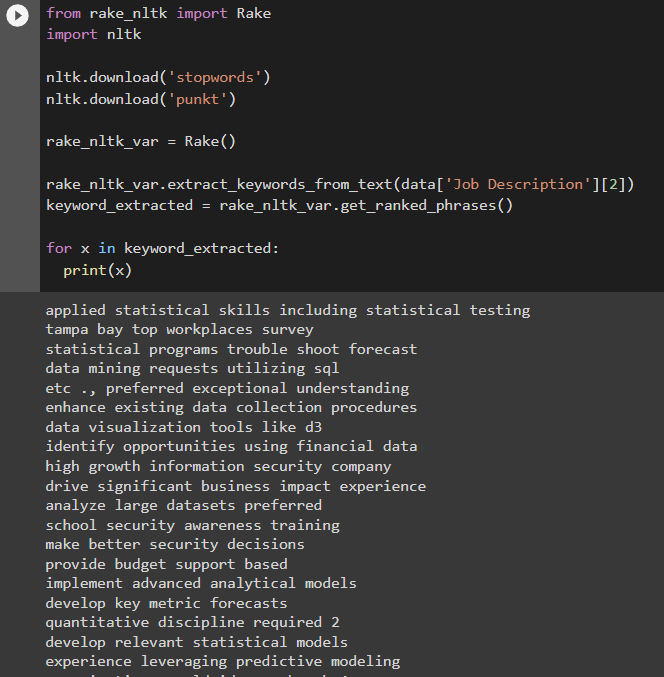 from rake_nltk import Rake
import nltk
nltk.download('stopwords')
nltk.download('punkt')
rake_nltk_var = Rake()
rake_nltk_var.extract_keywords_from_text(data['Job Description'][2])
keyword_extracted = rake_nltk_var.get_ranked_phrases()
for x in keyword_extracted:
  print(x)
applied statistical skills including statistical testing
tampa bay top workplaces survey
statistical programs trouble shoot forecast
data mining requests utilizing sql
etc ., preferred exceptional understanding
enhance existing data collection procedures
data visualization tools like d3
identify opportunities using financial data
high growth information security company
drive significant business impact experience
analyze large datasets preferred
school security awareness training
make better security decisions
provide budget support based
implement advanced analytical models
develop key metric forecasts
quantitative discipline required 2
develop relevant statistical models
experience leveraging predictive modeling